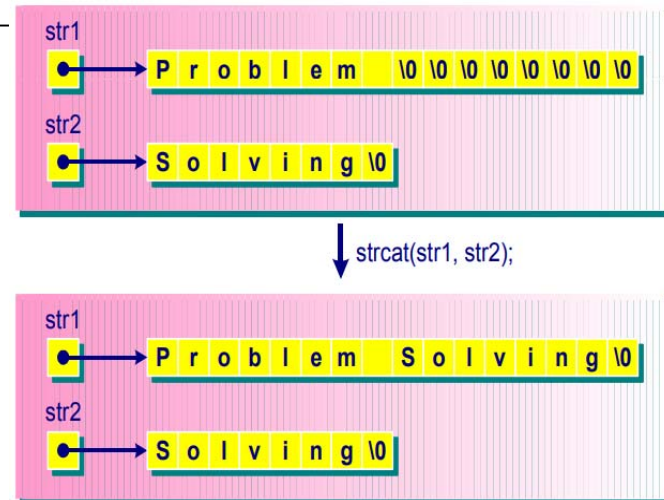 str1
P r o b l e m \0 \0 \0 \0 \0 \0 \0 \0
str2
S o l v i n g \0
strcat(str1, str2);
str1
P r o b l e m S o l v i n g \0
str2
S o l v i n g \0